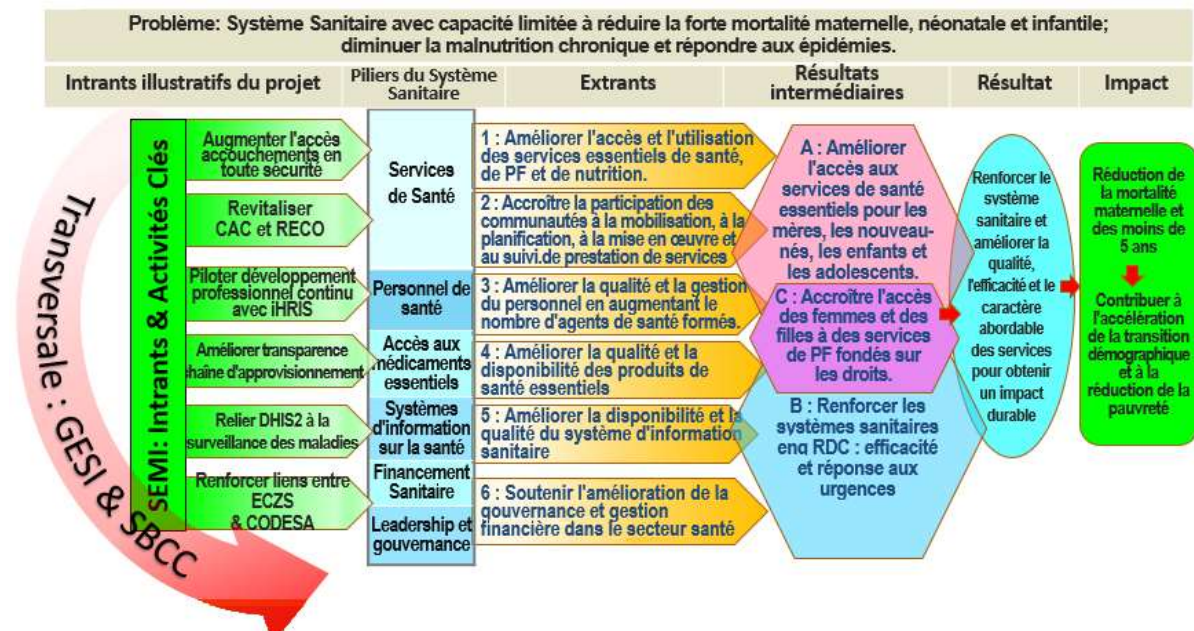 Problème: Système Sanitaire avec capacité limitée à réduire la forte mortalité maternelle, néonatale et infantile;
diminuer la malnutrition chronique et répondre aux épidémies.
Intrants illustratifs du projet
Piliers du Système
Sanitaire
Extrants
Résultats
intermédiaires
Résultat
Impact
Transversale : GESI & SBCC
SEMI: Intrants & Activités Clés
Augmenter l'accès
accouchements en
toute sécurité
Revitaliser
CAC et RECO
Piloter développement
professionnel continu
avec iHRIS
Améliorer transparence
chaîne d'approvisionnement
Relier DHIS2 à la
surveillance des maladies
Renforcer liens entre
ECZS
& CODESA
Services
de Santé
Personnel de
santé
Accès aux
médicaments
essentiels
Systèmes
d'information
sur la santé
Financement
Sanitaire
Leadership et
gouvernance
1 : Améliorer l'accès et l'utilisation
des services essentiels de santé,
de PF et de nutrition.
2 : Accroître la participation des
communautés à la mobilisation, à la
planification, à la mise en œuvre et
au suivi.de prestation de services
3 : Améliorer la qualité et la gestion
du personnel en augmentant le
nombre d'agents de santé formés.
4 : Améliorer la qualité et la
disponibilité des produits de
santé essentiels
5 : Améliorer la disponibilité et la
qualité du système d'information
sanitaire
6 : Soutenir l'amélioration de la
gouvernance et gestion
financière dans le secteur santé
A : Améliorer
l'accès aux
services de santé
essentiels pour les
mères, les nouveau-
nés, les enfants et
les adolescents.
C : Accroître l'accès
des femmes et des
filles à des services
de PF fondés sur
les droits.
B : Renforcer les
systèmes sanitaires
enq RDC : efficacité
et réponse aux
urgences
Renforcer le
système
sanitaire et
améliorer la
qualité,
l'efficacité et le
caractère
abordable
des services
pour obtenir
un impact
durable
Réduction de
la mortalité
maternelle et
des moins de
5 ans
Contribuer à
l'accélération
de la transition
démographique
et à la
réduction de la
pauvreté